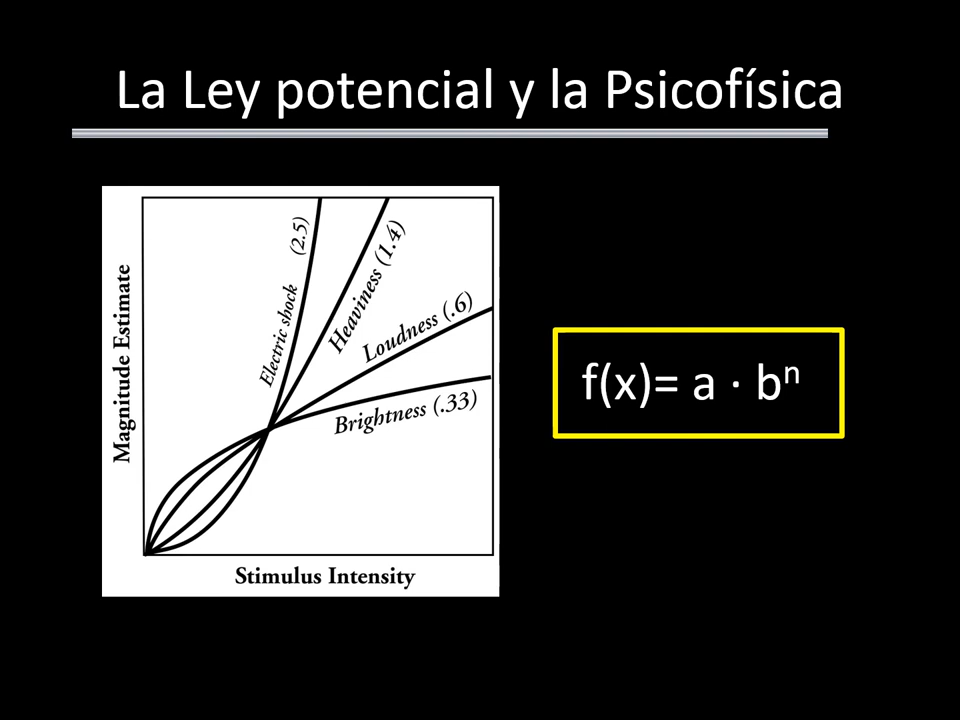 La Ley potencial y la Psicofísica
Magnitude Estimate
Electric shock (2.5)
Heaviness (1.4)
Loudness (.6)
Brightness (.33)
Stimulus Intensity
f(x)= a · bⁿ